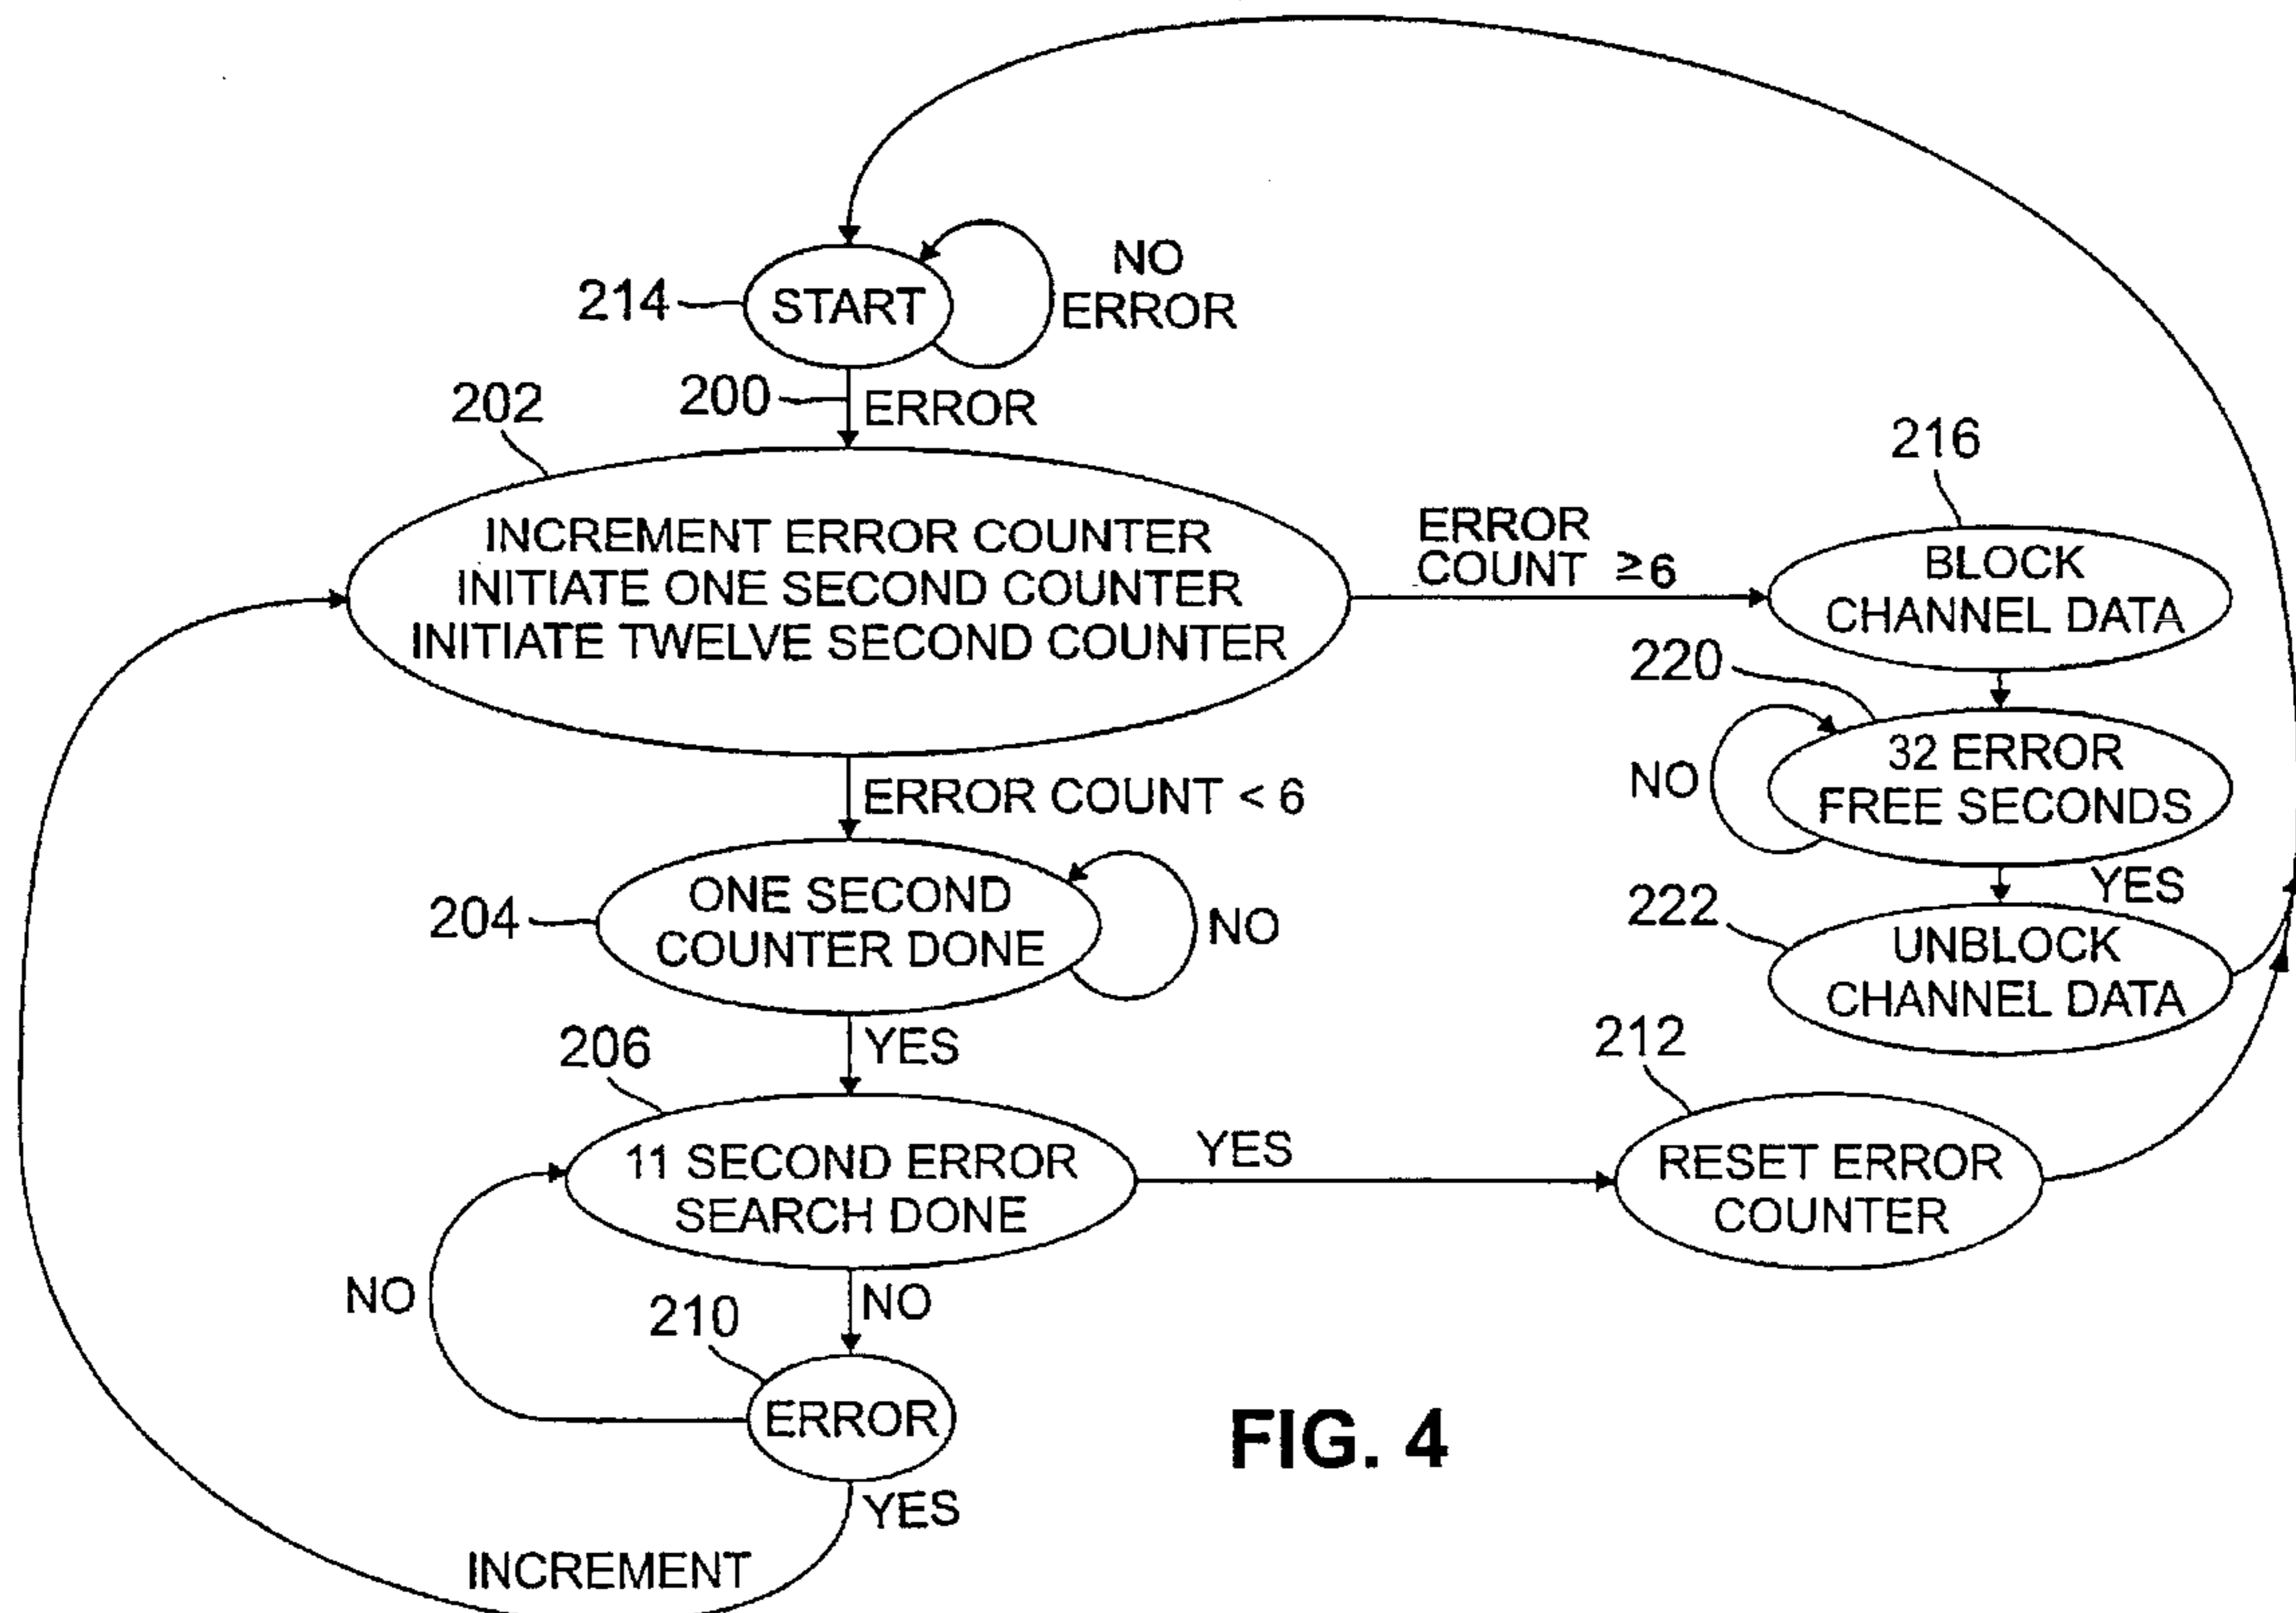 NO
ERROR
214
START
200
ERROR
202
INCREMENT ERROR COUNTER
INITIATE ONE SECOND COUNTER
INITIATE TWELVE SECOND COUNTER
ERROR
COUNT ≥6
216
BLOCK
CHANNEL DATA
220
32 ERROR
FREE SECONDS
NO
YES
222
UNBLOCK
CHANNEL DATA
ERROR COUNT < 6
204
ONE SECOND
COUNTER DONE
NO
YES
206
11 SECOND ERROR
SEARCH DONE
YES
212
RESET ERROR
COUNTER
NO
NO
210
ERROR
YES
INCREMENT
FIG. 4